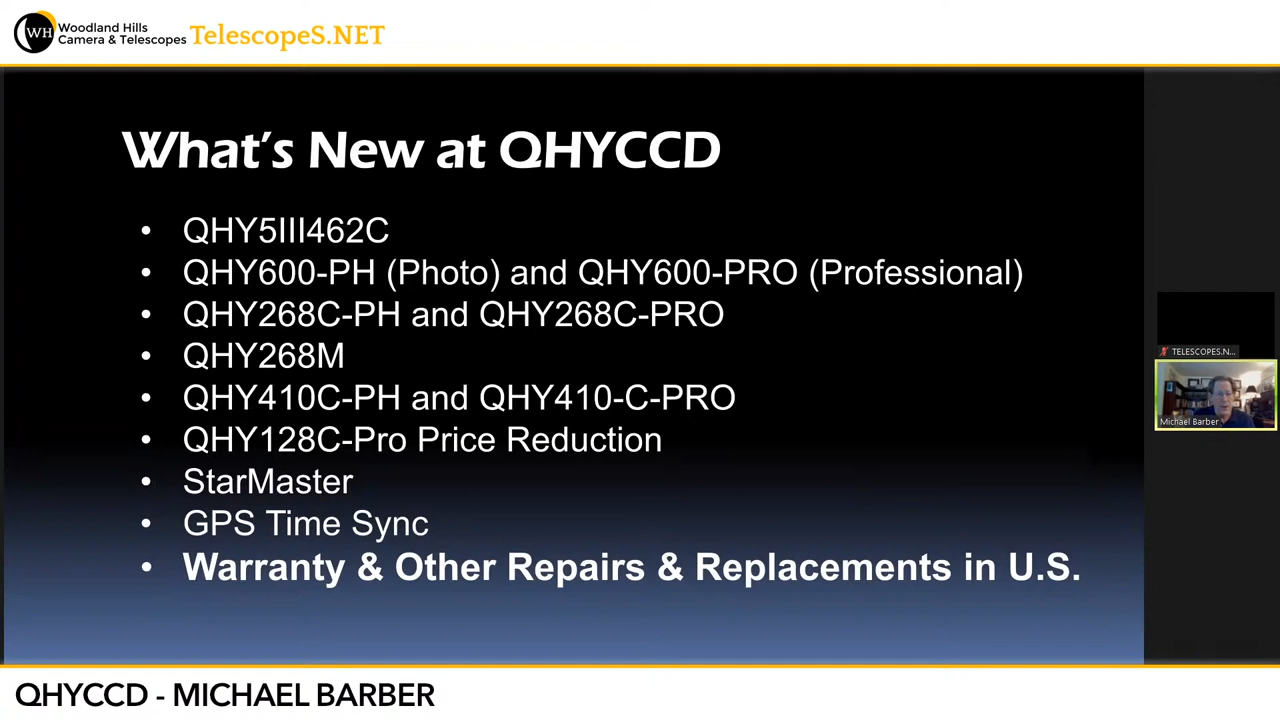 WH
Woodland Hills
Camera & Telescopes
TelescopeS.NET
What's New at QHYCCD
• QHY5III462C
• QHY600-PH (Photo) and QHY600-PRO (Professional)
• QHY268C-PH and QHY268C-PRO
• QHY268M
• QHY410C-PH and QHY410-C-PRO
• QHY128C-Pro Price Reduction
• StarMaster
• GPS Time Sync
• Warranty & Other Repairs & Replacements in U.S.
TELESCOPES.N...
Michael Barber
QHYCCD - MICHAEL BARBER